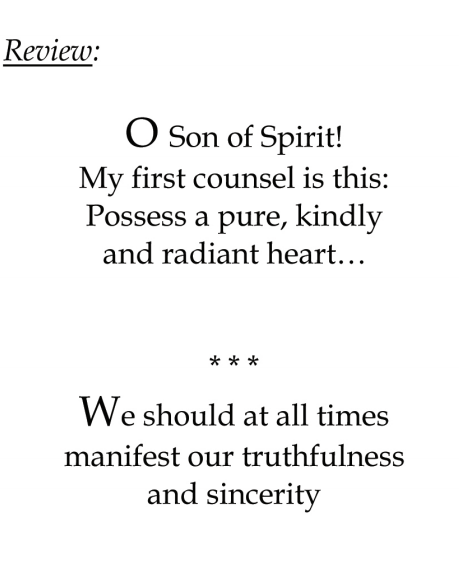 Review:
O Son of Spirit!
My first counsel is this:
Possess a pure, kindly
and radiant heart…
* * *
We should at all times
manifest our truthfulness
and sincerity